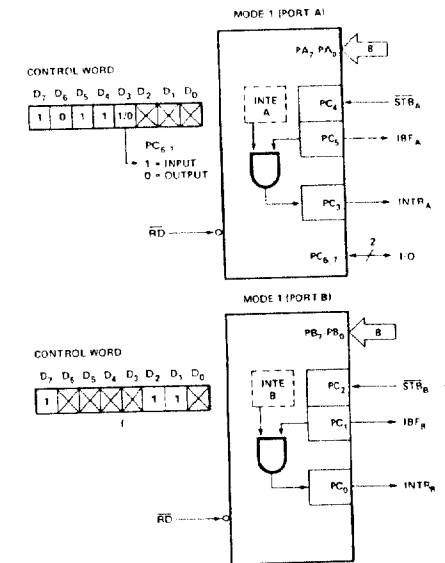 MODE 1 (PORT A)
PA7 PA0
8
CONTROL WORD
D7 D6 D5 D4 D3 D2 D1 D0
1 0 1 1 1/0
PC6, 7
1 = INPUT
0 = OUTPUT
INTE A
PC4
STBA
PC5
IBFA
PC3
INTRA
RD
PC6, 7
2
I/O
MODE 1 (PORT B)
PB7 PB0
8
CONTROL WORD
D7 D6 D5 D4 D3 D2 D1 D0
1 1 1
INTE B
PC2
STBB
PC1
IBFB
PC0
INTRB
RD